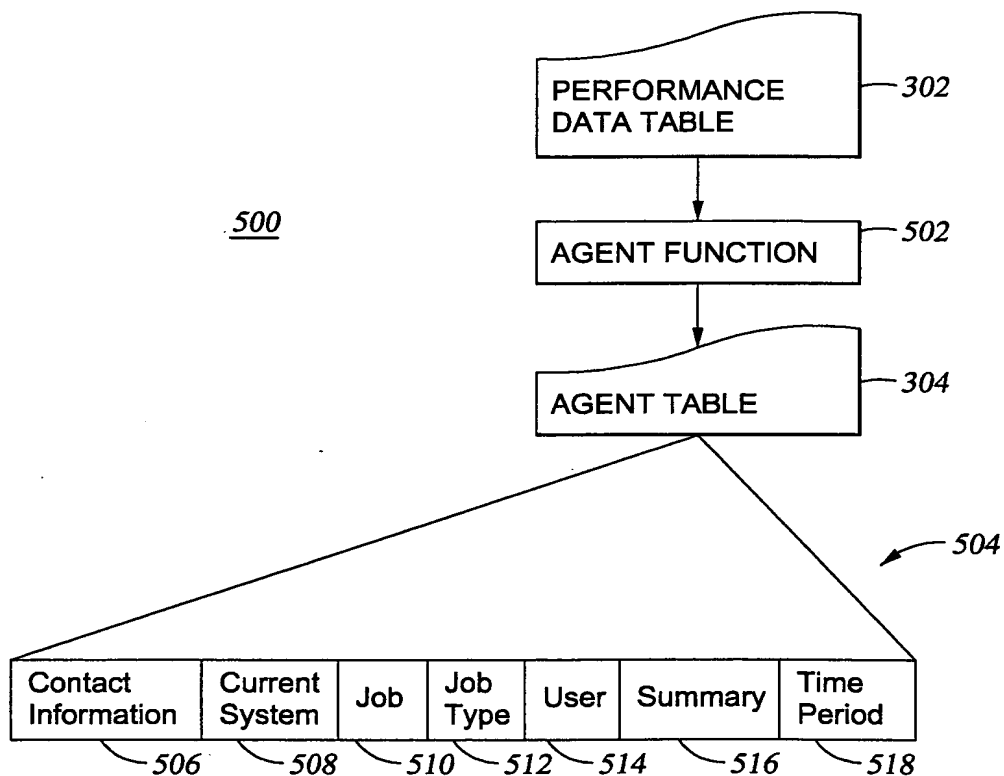 PERFORMANCE
DATA TABLE
302
500
AGENT FUNCTION
502
AGENT TABLE
304
504
Contact
Information
Current
System
Job
Job
Type
User
Summary
Time
Period
506
508
510
512
514
516
518